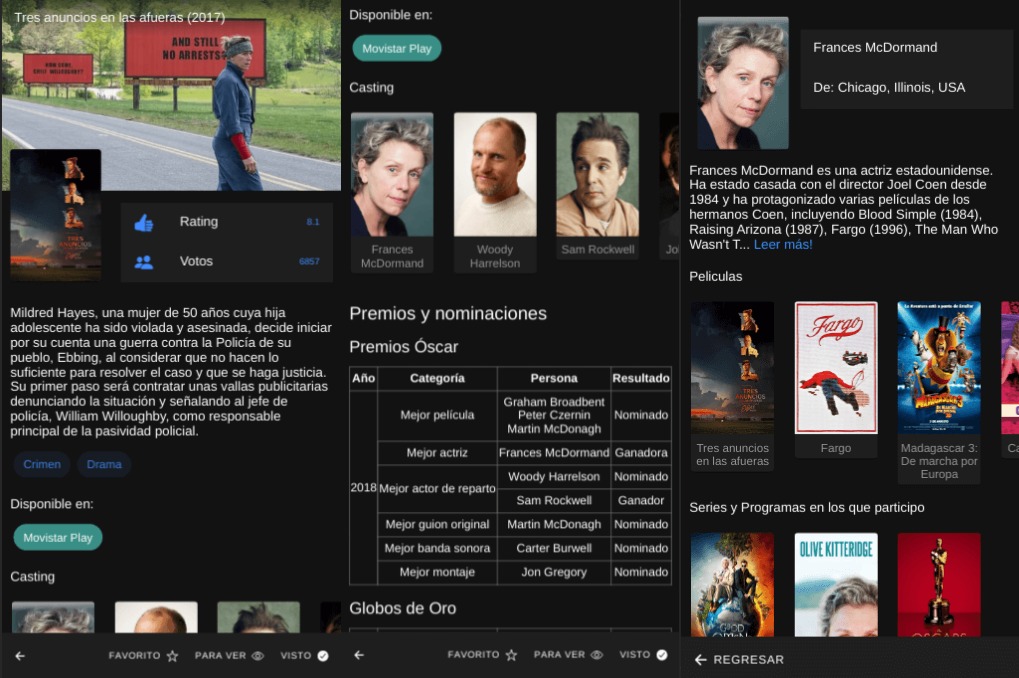 Tres anuncios en las afueras (2017)
AND STILL
NO ARRESTS?
TRES
ANUNCIOS
Rating
8.1
Votos
6857
Mildred Hayes, una mujer de 50 años cuya hija
adolescente ha sido violada y asesinada, decide iniciar
por su cuenta una guerra contra la Policía de su
pueblo, Ebbing, al considerar que no hacen lo
suficiente para resolver el caso y que se haga justicia.
Su primer paso será contratar unas vallas publicitarias
denunciando la situación y señalando al jefe de
policía, William Willoughby, como responsable
principal de la pasividad policial.
Crimen
Drama
Disponible en:
Movistar Play
Casting
FAVORITO
PARA VER
VISTO
Disponible en:
Movistar Play
Casting
Frances
McDormand
Woody
Harrelson
Sam Rockwell
Premios y nominaciones
Premios Óscar
Año Categoría Persona Resultado
2018
Mejor película Graham Broadbent
Peter Czernin
Martin McDonagh Nominado
Mejor actriz Frances McDormand Ganadora
Mejor actor de reparto Woody Harrelson Nominado
Sam Rockwell Ganador
Mejor guion original Martin McDonagh Nominado
Mejor banda sonora Carter Burwell Nominado
Mejor montaje Jon Gregory Nominado
Globos de Oro
FAVORITO
PARA VER
VISTO
Frances McDormand
De: Chicago, Illinois, USA
Frances McDormand es una actriz estadounidense.
Ha estado casada con el director Joel Coen desde
1984 y ha protagonizado varias películas de los
hermanos Coen, incluyendo Blood Simple (1984),
Raising Arizona (1987), Fargo (1996), The Man Who
Wasn't T... Leer más!
Peliculas
TRES
ANUNCIOS
Fargo
MADAGASCAR 3
Tres anuncios
en las afueras
Fargo
Madagascar 3:
De marcha por
Europa
Series y Programas en los que participo
GOOD
OMENS
OLIVE KITTERIDGE
OSCARS
REGRESAR